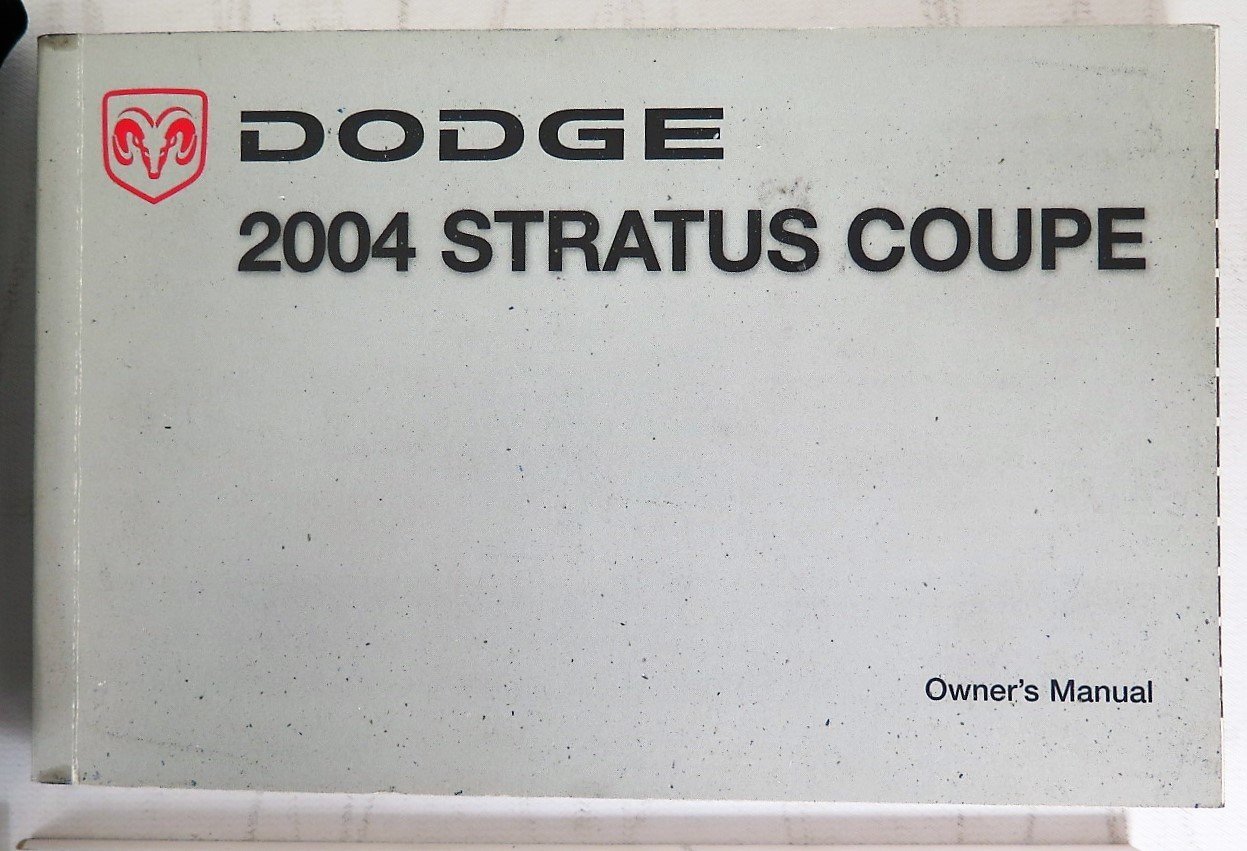 DODGE
2004 STRATUS COUPE
Owner's Manual